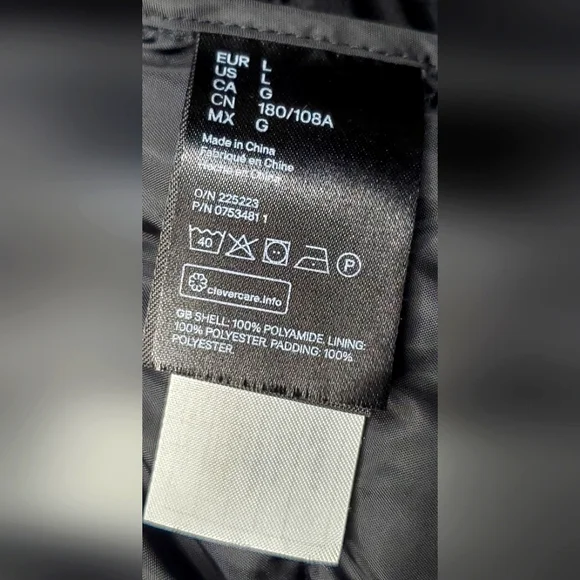 EUR L
US L
CA G
CN 180/108A
MX G
Made in China
Fabriqué en Chine
O/N 225223
P/N 0753481 1
40
P
clevercare.info
GB SHELL: 100% POLYAMIDE. LINING:
100% POLYESTER. PADDING: 100%
POLYESTER.